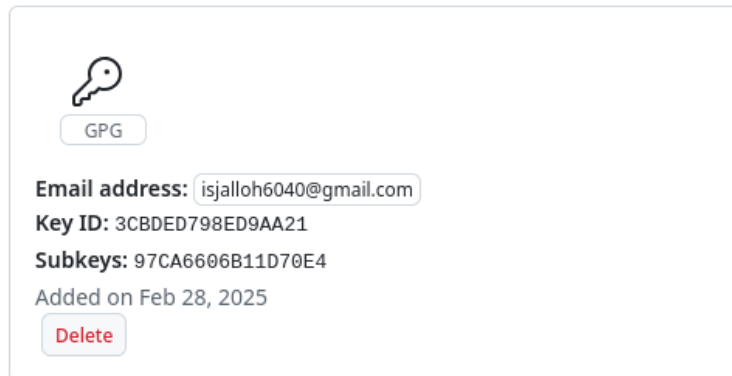 GPG
Email address: isjalloh6040@gmail.com
Key ID: 3CBDED798ED9AA21
Subkeys: 97CA6606B11D70E4
Added on Feb 28, 2025
Delete